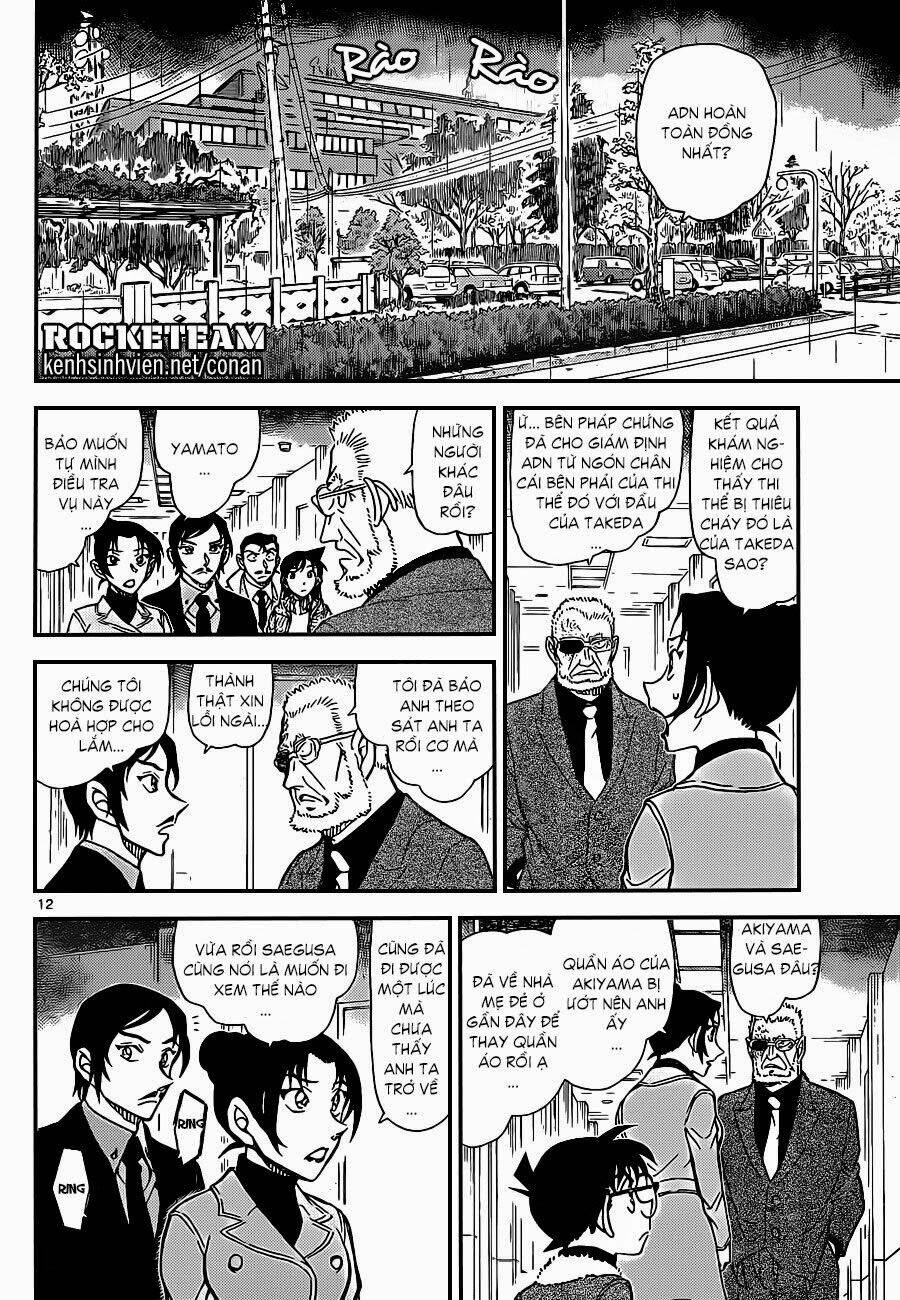 Rào
Rào
ADN HOÀN
TOÀN ĐỒNG
NHẤT?
ROCKETEAM
kenhsinhvien.net/conan
KẾT QUẢ
KHÁM NG-
HIỆM CHO
THẤY THI
THỂ BỊ THIÊU
CHÁY ĐÓ LÀ
CỦA TAKEDA
SAO?
Ừ... BÊN PHÁP CHỨNG
ĐÃ CHO GIÁM ĐỊNH
ADN TỪ NGÓN CHÂN
CÁI BÊN PHẢI CỦA THI
THỂ ĐÓ VỚI ĐẦU
CỦA TAKEDA
...
NHỮNG
NGƯỜI
KHÁC
ĐÂU
RỒI?
YAMATO
...
BẢO MUỐN
TỰ MÌNH
ĐIỀU TRA
VỤ NÀY
...
TÔI ĐÃ BẢO
ANH THEO
SÁT ANH TA
RỒI CƠ MÀ
...
THÀNH
THẬT XIN
LỖI NGÀI...
CHÚNG TÔI
KHÔNG ĐƯỢC
HOÀ HỢP CHO
LẮM...
12
AKIYAMA
VÀ SAE-
GUSA ĐÂU?
QUẦN ÁO CỦA
AKIYAMA BỊ
ƯỚT NÊN ANH
ẤY
...
ĐÃ VỀ NHÀ
MẸ ĐẺ Ở
GẦN ĐÂY ĐỂ
THAY QUẦN
ÁO RỒI Ạ
...
CŨNG ĐÃ
ĐI ĐƯỢC
MỘT LÚC
MÀ
CHƯA
THẤY
ANH TA
TRỞ VỀ
...
VỪA RỒI SAEGUSA
CŨNG NÓI LÀ MUỐN ĐI
XEM THẾ NÀO
...
RING
RING